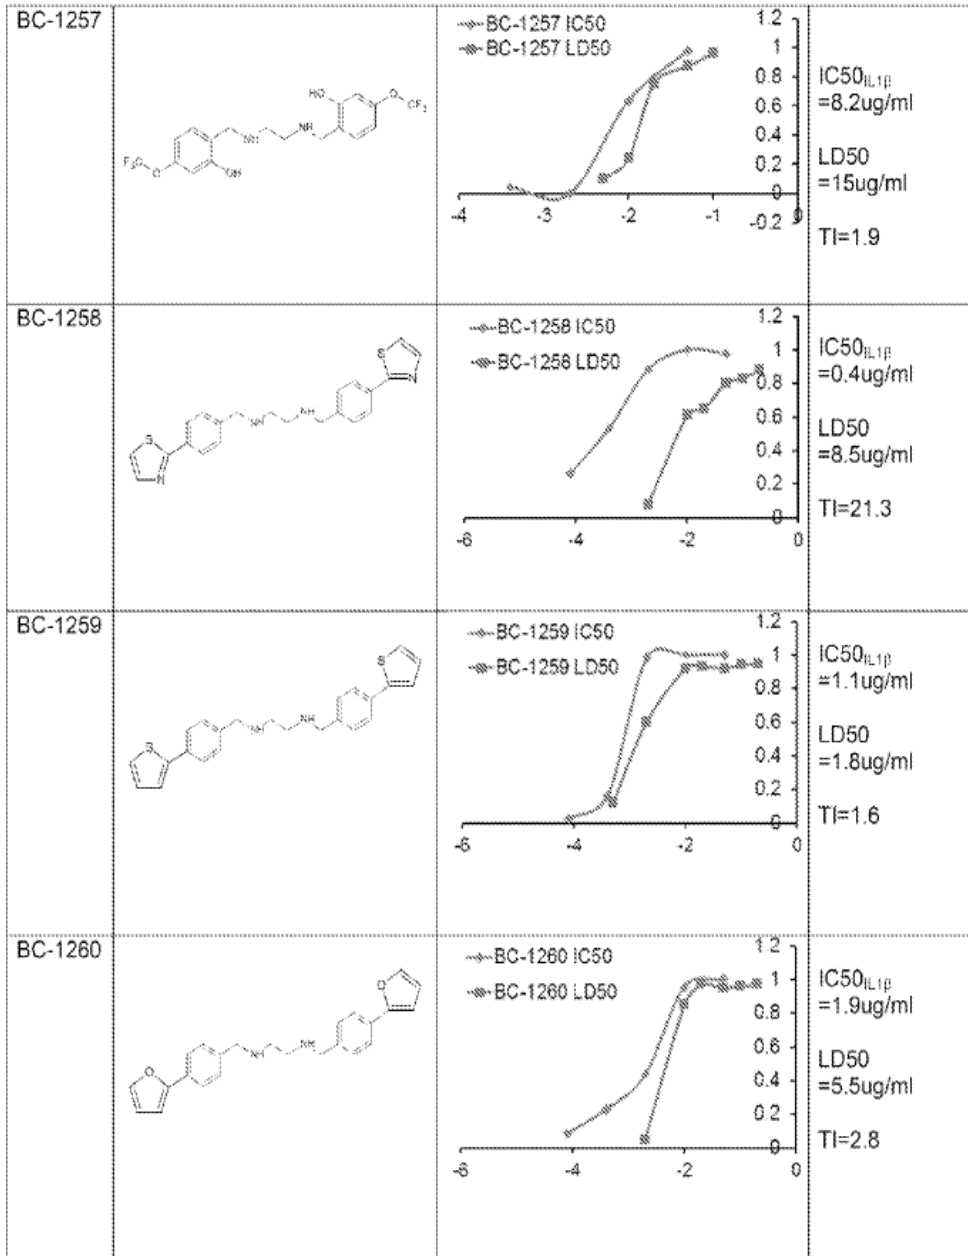 BC-1257
HO
O
CF₃
NH
NH
F₃C
O
OH
BC-1257 IC50
BC-1257 LD50
1.2
1
0.8
0.6
0.4
0.2
0
-0.2
-4
-3
-2
-1
0
IC50IL1β
=8.2ug/ml
LD50
=15ug/ml
TI=1.9
BC-1258
S
N
NH
NH
S
N
BC-1258 IC50
BC-1258 LD50
1.2
1
0.8
0.6
0.4
0.2
0
-6
-4
-2
0
IC50IL1β
=0.4ug/ml
LD50
=8.5ug/ml
TI=21.3
BC-1259
S
NH
NH
S
BC-1259 IC50
BC-1259 LD50
1.2
1
0.8
0.6
0.4
0.2
0
-6
-4
-2
0
IC50IL1β
=1.1ug/ml
LD50
=1.8ug/ml
TI=1.6
BC-1260
O
NH
NH
O
BC-1260 IC50
BC-1260 LD50
1.2
1
0.8
0.6
0.4
0.2
0
-6
-4
-2
0
IC50IL1β
=1.9ug/ml
LD50
=5.5ug/ml
TI=2.8